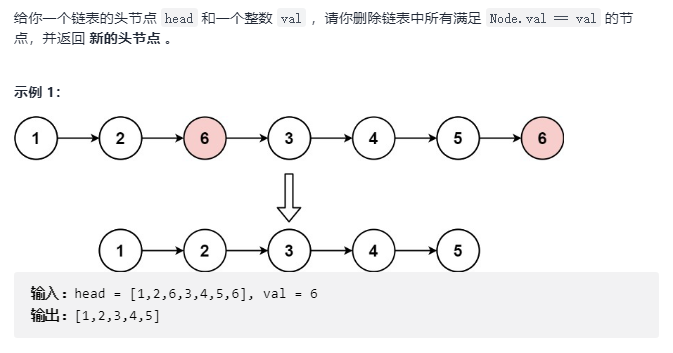 给你一个链表的头节点 head 和一个整数 val ，请你删除链表中所有满足 Node.val == val 的节
点，并返回 新的头节点 。
示例 1：
1 2 6 3 4 5 6
1 2 3 4 5
输入：head = [1,2,6,3,4,5,6], val = 6
输出：[1,2,3,4,5]